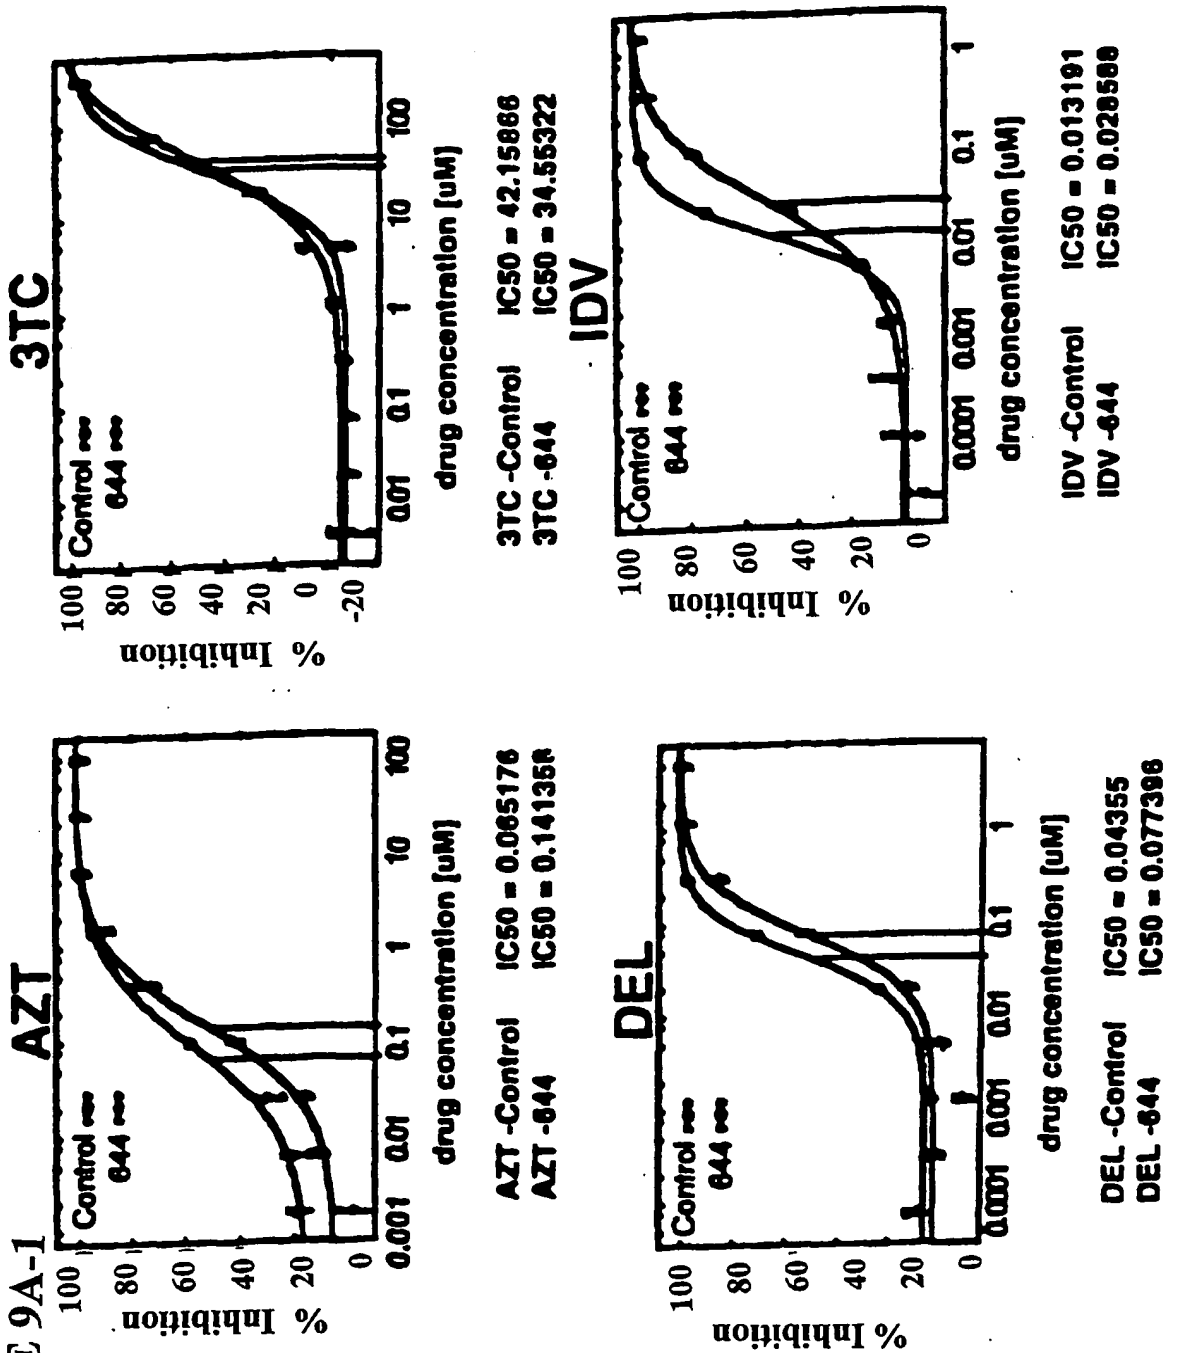 9A-1
AZT
Control
644
% Inhibition
100
80
60
40
20
0
0.001
0.01
0.1
1
10
100
drug concentration [uM]
AZT -Control IC50 = 0.065176
AZT -644 IC50 = 0.141358
3TC
Control
644
% Inhibition
100
80
60
40
20
0
-20
0.01
0.1
1
10
100
drug concentration [uM]
3TC -Control IC50 = 42.15866
3TC -644 IC50 = 34.55322
DEL
Control
644
% Inhibition
100
80
60
40
20
0
0.0001
0.001
0.01
0.1
1
drug concentration [uM]
DEL -Control IC50 = 0.04355
DEL -644 IC50 = 0.077396
IDV
Control
644
% Inhibition
100
80
60
40
20
0
0.0001
0.001
0.01
0.1
1
drug concentration [uM]
IDV -Control IC50 = 0.013191
IDV -644 IC50 = 0.028588